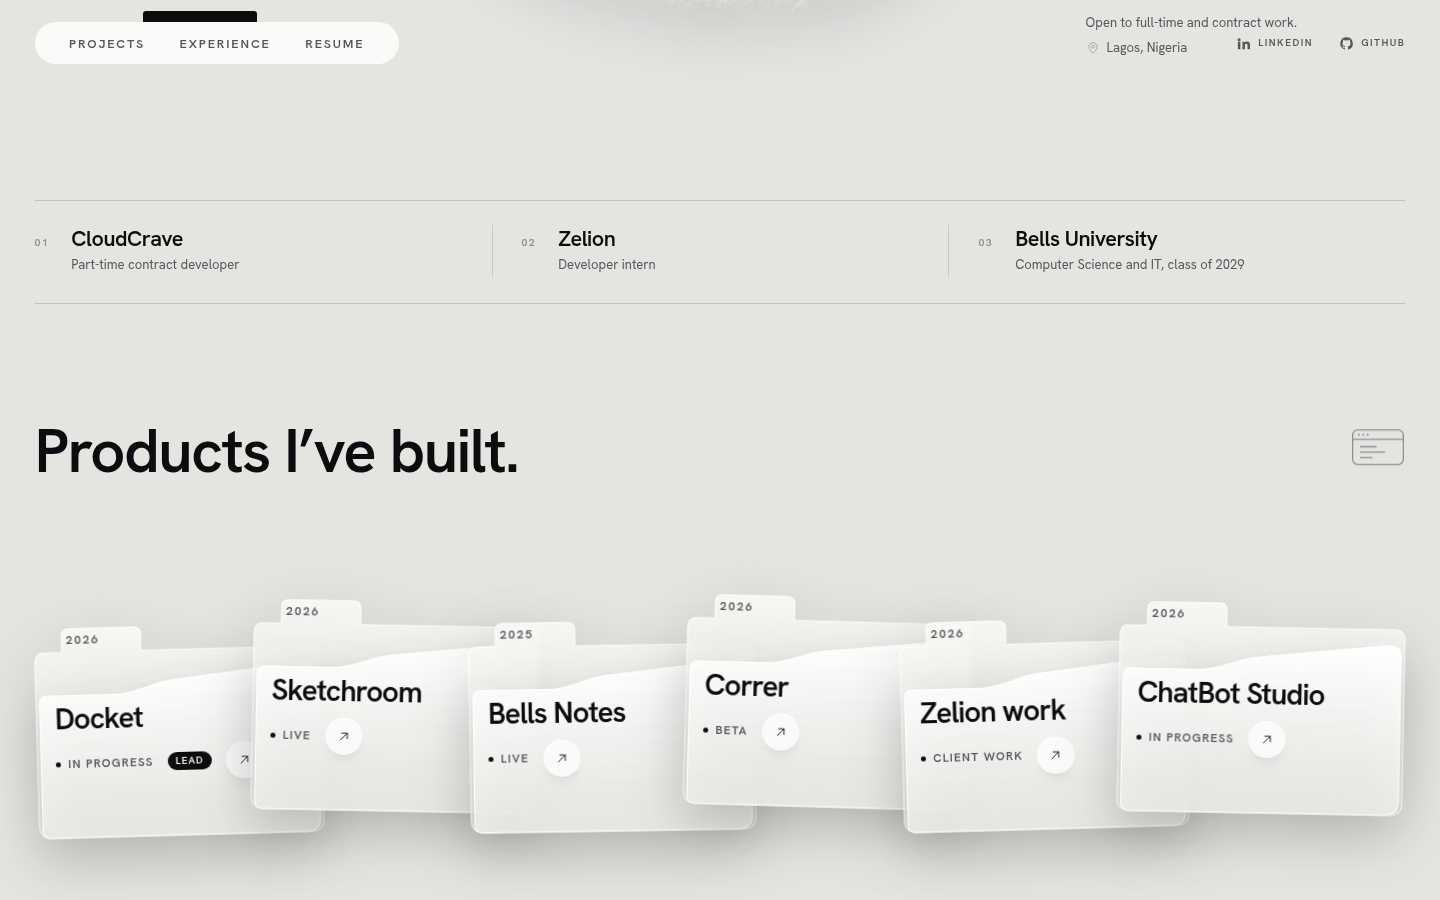 Open to full-time and contract work.
PROJECTS EXPERIENCE RESUME
Lagos, Nigeria
LINKEDIN GITHUB
01 CloudCrave
Part-time contract developer
02 Zelion
Developer intern
03 Bells University
Computer Science and IT, class of 2029
Products I’ve built.
2026
Docket
IN PROGRESS LEAD
2026
Sketchroom
LIVE
2025
Bells Notes
LIVE
2026
Correr
BETA
2026
Zelion work
CLIENT WORK
2026
ChatBot Studio
IN PROGRESS